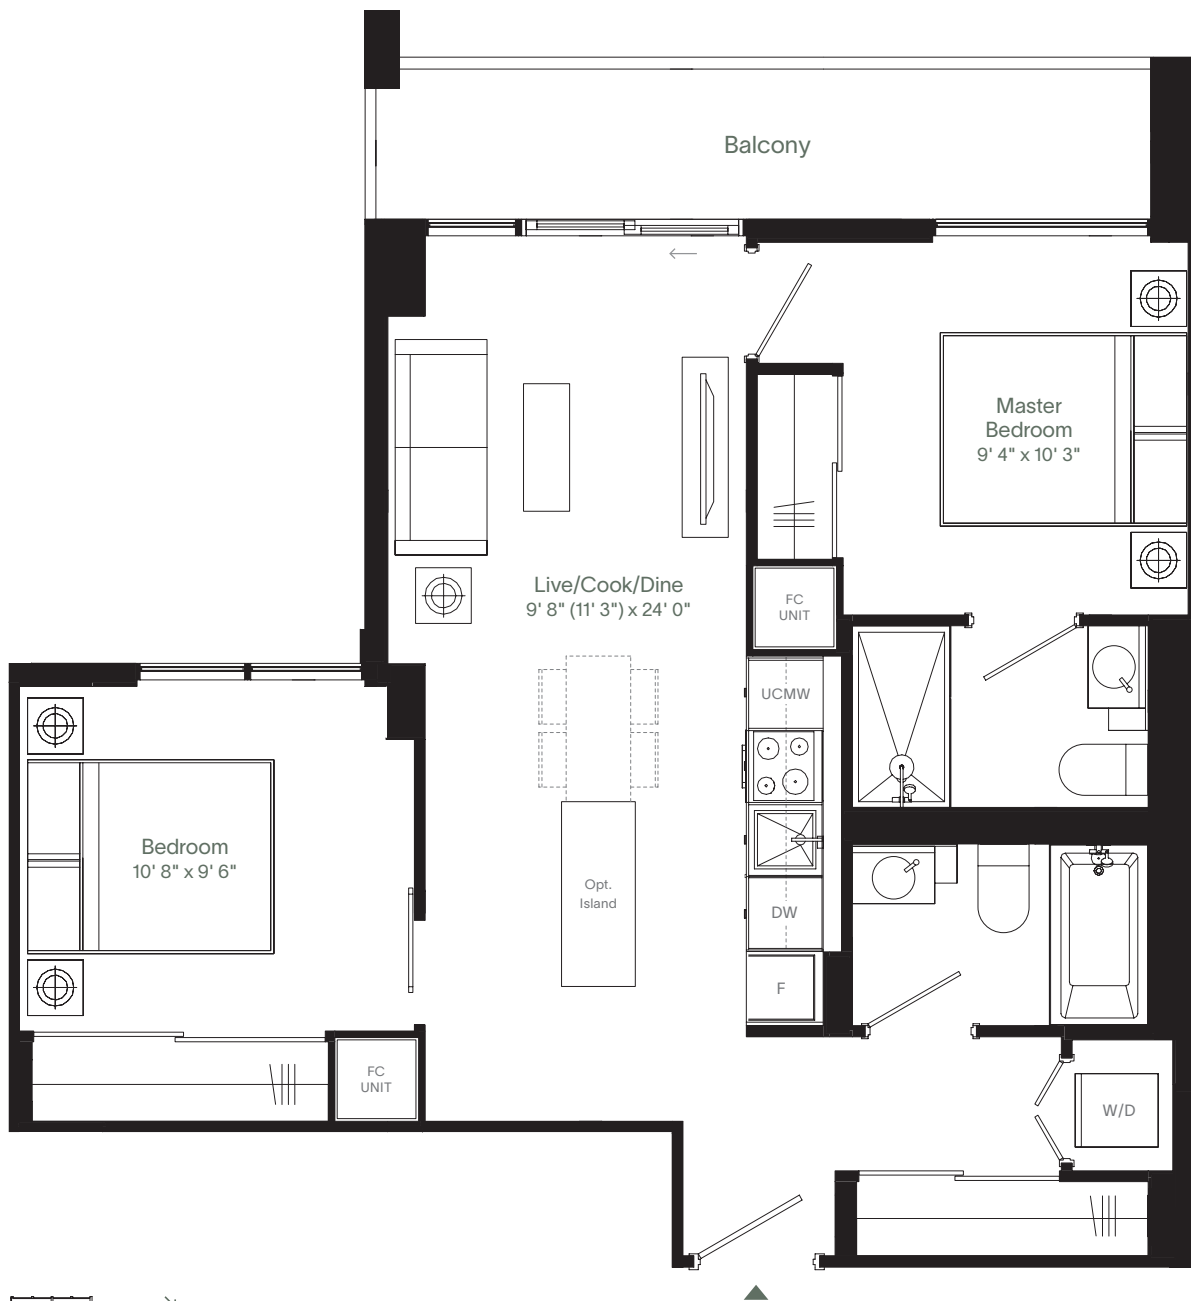 Balcony
Master
Bedroom
9' 4" x 10' 3"
Live/Cook/Dine
9' 8" (11' 3") x 24' 0"
FC
UNIT
UCMW
Bedroom
10' 8" x 9' 6"
Opt.
Island
DW
F
FC
UNIT
W/D